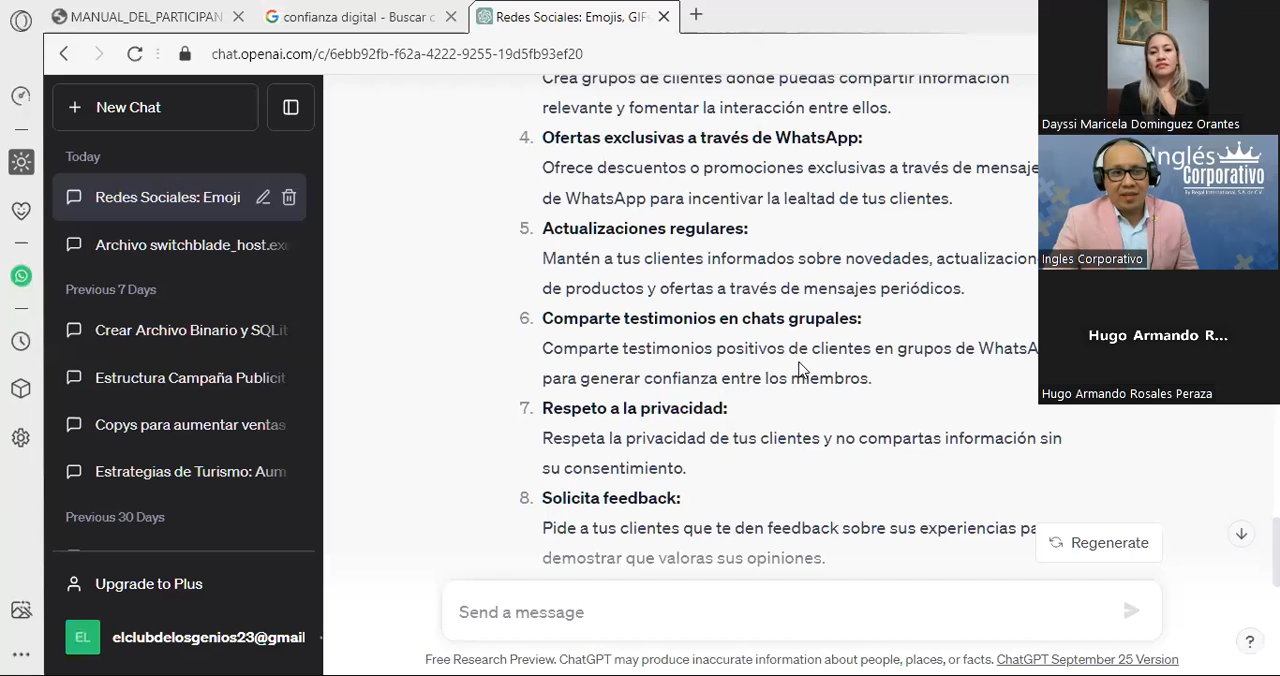 MANUAL_DEL_PARTICIPAN
confianza digital - Buscar c
Redes Sociales: Emojis, GIF
chat.openai.com/c/6ebb92fb-f62a-4222-9255-19d5fb93ef20
New Chat
Today
Redes Sociales: Emoji
Archivo switchblade_host.exe
Previous 7 Days
Crear Archivo Binario y SQLit
Estructura Campaña Publicit
Copys para aumentar ventas
Estrategias de Turismo: Aum
Previous 30 Days
Upgrade to Plus
EL
elclubdelosgenios23@gmail
Crea grupos de clientes donde puedas compartir información
relevante y fomentar la interacción entre ellos.
4. Ofertas exclusivas a través de WhatsApp:
Ofrece descuentos o promociones exclusivas a través de mensaje
de WhatsApp para incentivar la lealtad de tus clientes.
5. Actualizaciones regulares:
Mantén a tus clientes informados sobre novedades, actualizacion
de productos y ofertas a través de mensajes periódicos.
6. Comparte testimonios en chats grupales:
Comparte testimonios positivos de clientes en grupos de WhatsA
para generar confianza entre los miembros.
7. Respeto a la privacidad:
Respeta la privacidad de tus clientes y no compartas información sin
su consentimiento.
8. Solicita feedback:
Pide a tus clientes que te den feedback sobre sus experiencias pa
demostrar que valoras sus opiniones.
Regenerate
Send a message
Free Research Preview. ChatGPT may produce inaccurate information about people, places, or facts. ChatGPT September 25 Version
?
Dayssi Maricela Dominguez Orantes
Inglés
Corporativo
By Regal International, S.A. de C.V.
Ingles Corporativo
Hugo Armando R...
Hugo Armando Rosales Peraza